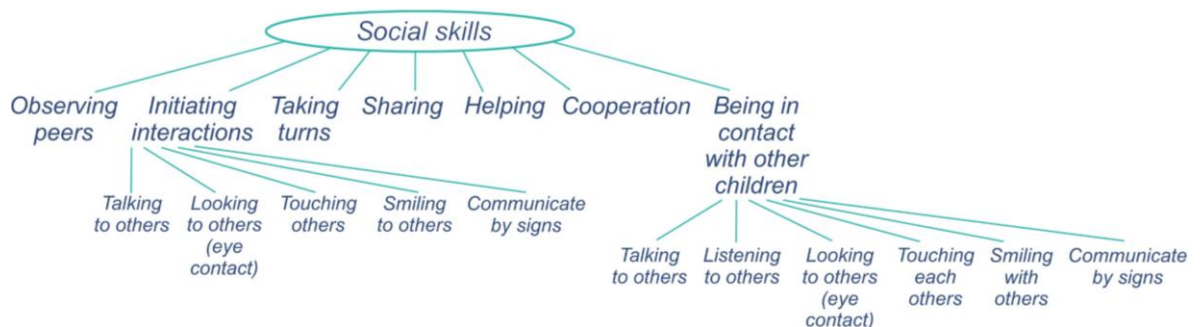 Social skills
Observing
peers
Initiating
interactions
Taking
turns
Sharing
Helping
Cooperation
Being in
contact
with other
children
Talking
to others
Looking
to others
(eye
contact)
Touching
others
Smiling
to others
Communicate
by signs
Talking
to others
Listening
to others
Looking
to others
(eye
contact)
Touching
each
others
Smiling
with
others
Communicate
by signs